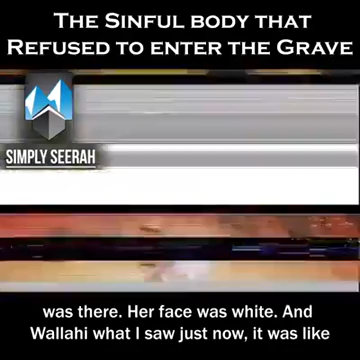 THE SINFUL BODY THAT
REFUSED TO ENTER THE GRAVE
SIMPLY SEERAH
was there. Her face was white. And
Wallahi what I saw just now, it was like